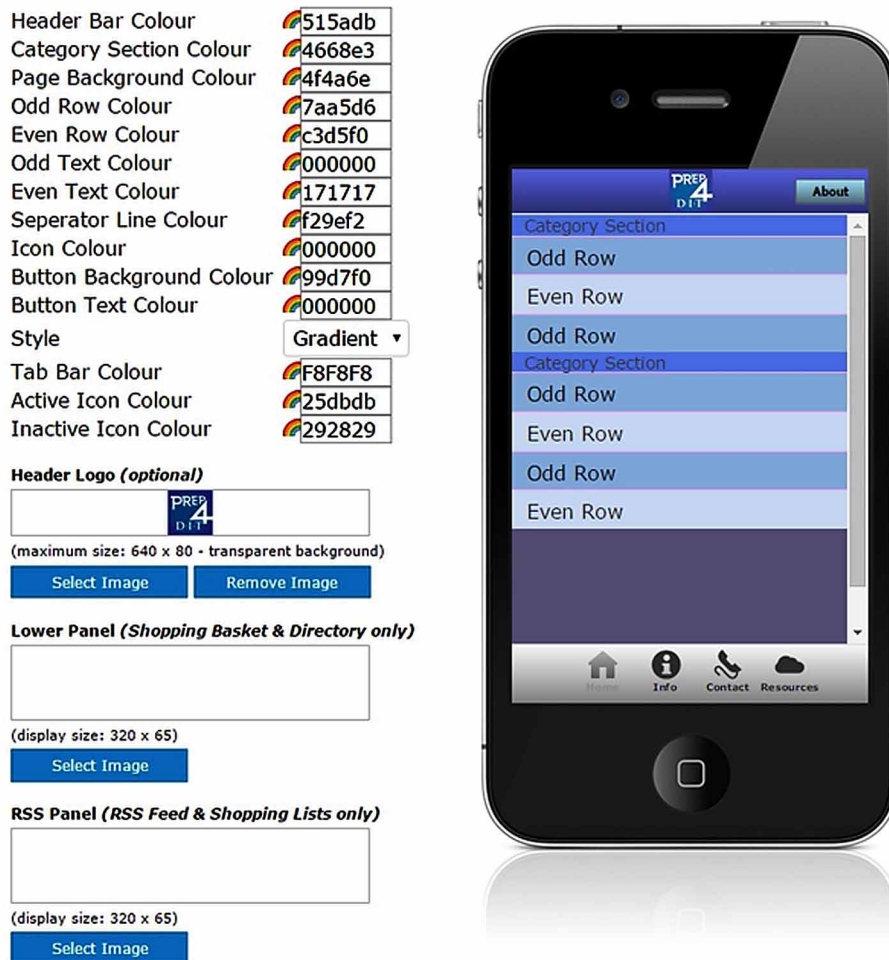 Header Bar Colour 515adb
Category Section Colour 4668e3
Page Background Colour 4f4a6e
Odd Row Colour 7aa5d6
Even Row Colour c3d5f0
Odd Text Colour 000000
Even Text Colour 171717
Seperator Line Colour f29ef2
Icon Colour 000000
Button Background Colour 99d7f0
Button Text Colour 000000
Style Gradient
Tab Bar Colour F8F8F8
Active Icon Colour 25dbdb
Inactive Icon Colour 292829
Header Logo (optional)
PREP
4
DIT
(maximum size: 640 x 80 - transparent background)
Select Image Remove Image
Lower Panel (Shopping Basket & Directory only)
(display size: 320 x 65)
Select Image
RSS Panel (RSS Feed & Shopping Lists only)
(display size: 320 x 65)
Select Image
PREP
4
DIT
About
Category Section
Odd Row
Even Row
Odd Row
Category Section
Odd Row
Even Row
Odd Row
Even Row
Home Info Contact Resources